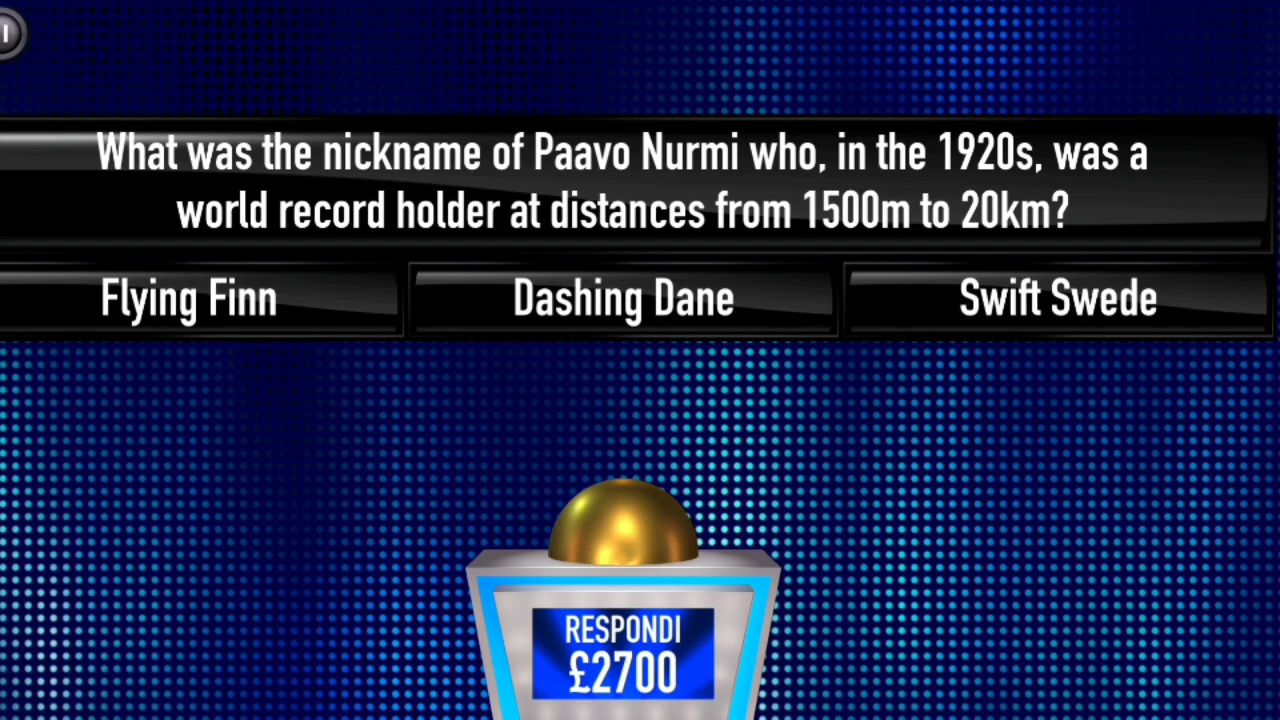 What was the nickname of Paavo Nurmi who, in the 1920s, was a
world record holder at distances from 1500m to 20km?
Flying Finn
Dashing Dane
Swift Swede
RESPONDI
£2700